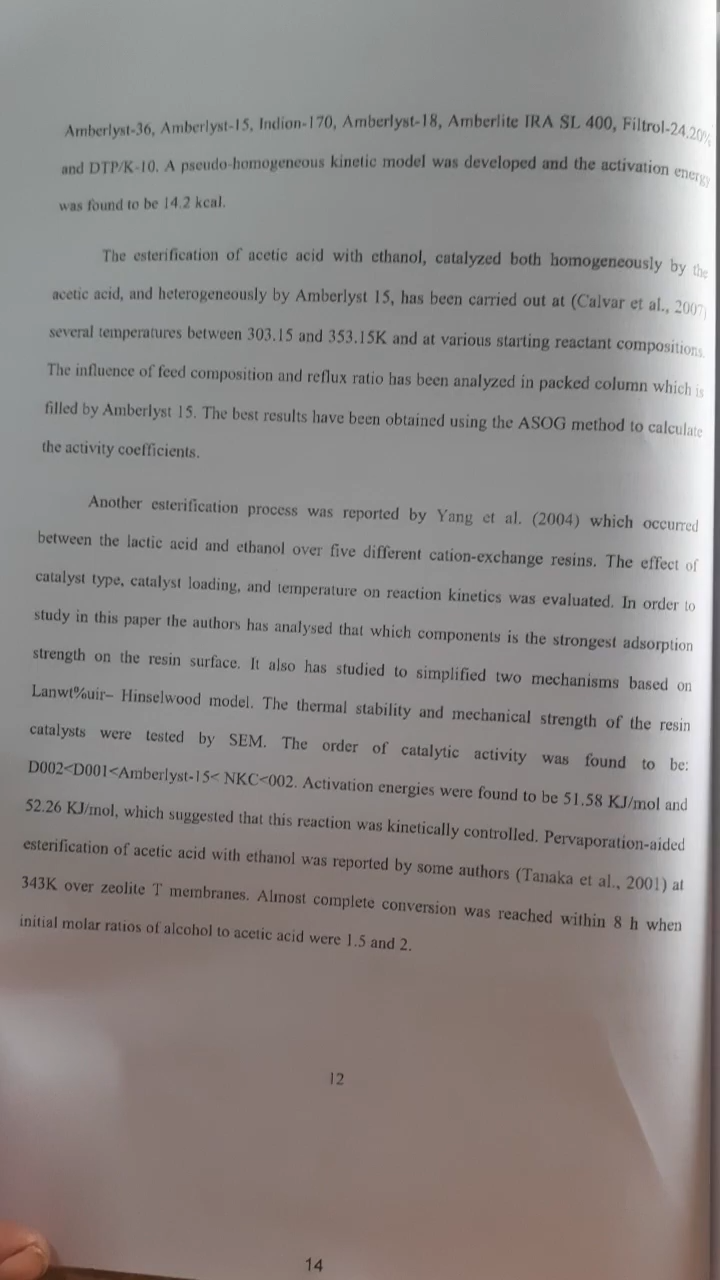 Amberlyst-36, Amberlyst-15, Indion-170, Amberlyst-18, Amberlite IRA SL 400, Filtrol-24,20%
and DTP/K-10. A pseudo-homogeneous kinetic model was developed and the activation energy
was found to be 14.2 kcal.
The esterification of acetic acid with ethanol, catalyzed both homogeneously by the
acetic acid, and heterogeneously by Amberlyst 15, has been carried out at (Calvar et al., 2007)
several temperatures between 303.15 and 353.15K and at various starting reactant compositions.
The influence of feed composition and reflux ratio has been analyzed in packed column which is
filled by Amberlyst 15. The best results have been obtained using the ASOG method to calculate
the activity coefficients.
Another esterification process was reported by Yang et al. (2004) which occurred
between the lactic acid and ethanol over five different cation-exchange resins. The effect of
catalyst type, catalyst loading, and temperature on reaction kinetics was evaluated. In order to
study in this paper the authors has analysed that which components is the strongest adsorption
strength on the resin surface. It also has studied to simplified two mechanisms based on
Lanwt%uir– Hinselwood model. The thermal stability and mechanical strength of the resin
catalysts were tested by SEM. The order of catalytic activity was found to be:
D002<D001<Amberlyst-15< NKC<002. Activation energies were found to be 51.58 KJ/mol and
52.26 KJ/mol, which suggested that this reaction was kinetically controlled. Pervaporation-aided
esterification of acetic acid with ethanol was reported by some authors (Tanaka et al., 2001) at
343K over zeolite T membranes. Almost complete conversion was reached within 8 h when
initial molar ratios of alcohol to acetic acid were 1.5 and 2.
12
14